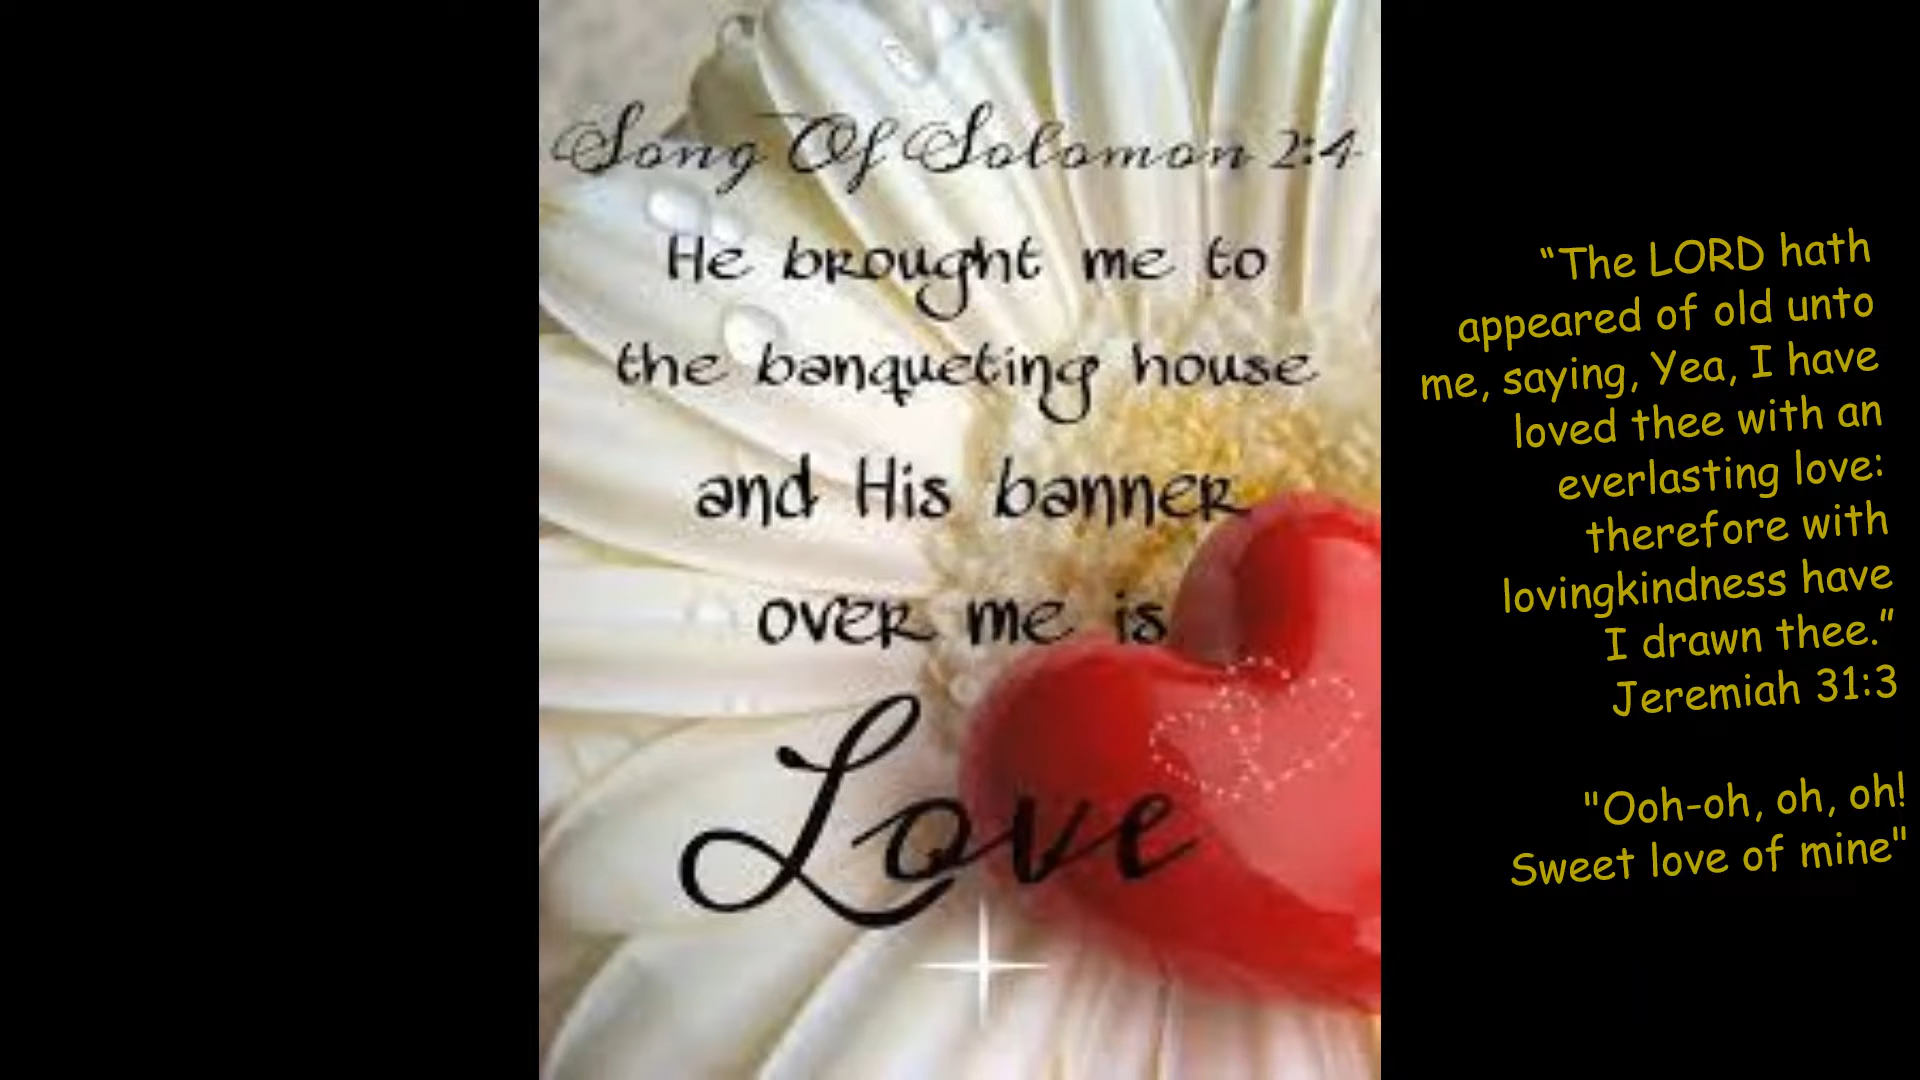 Song Of Solomon 2:4
He brought me to
the banqueting house
and His banner
over me is
Love
“The LORD hath
appeared of old unto
me, saying, Yea, I have
loved thee with an
everlasting love:
therefore with
lovingkindness have
I drawn thee.”
Jeremiah 31:3
"Ooh-oh, oh, oh!
Sweet love of mine"